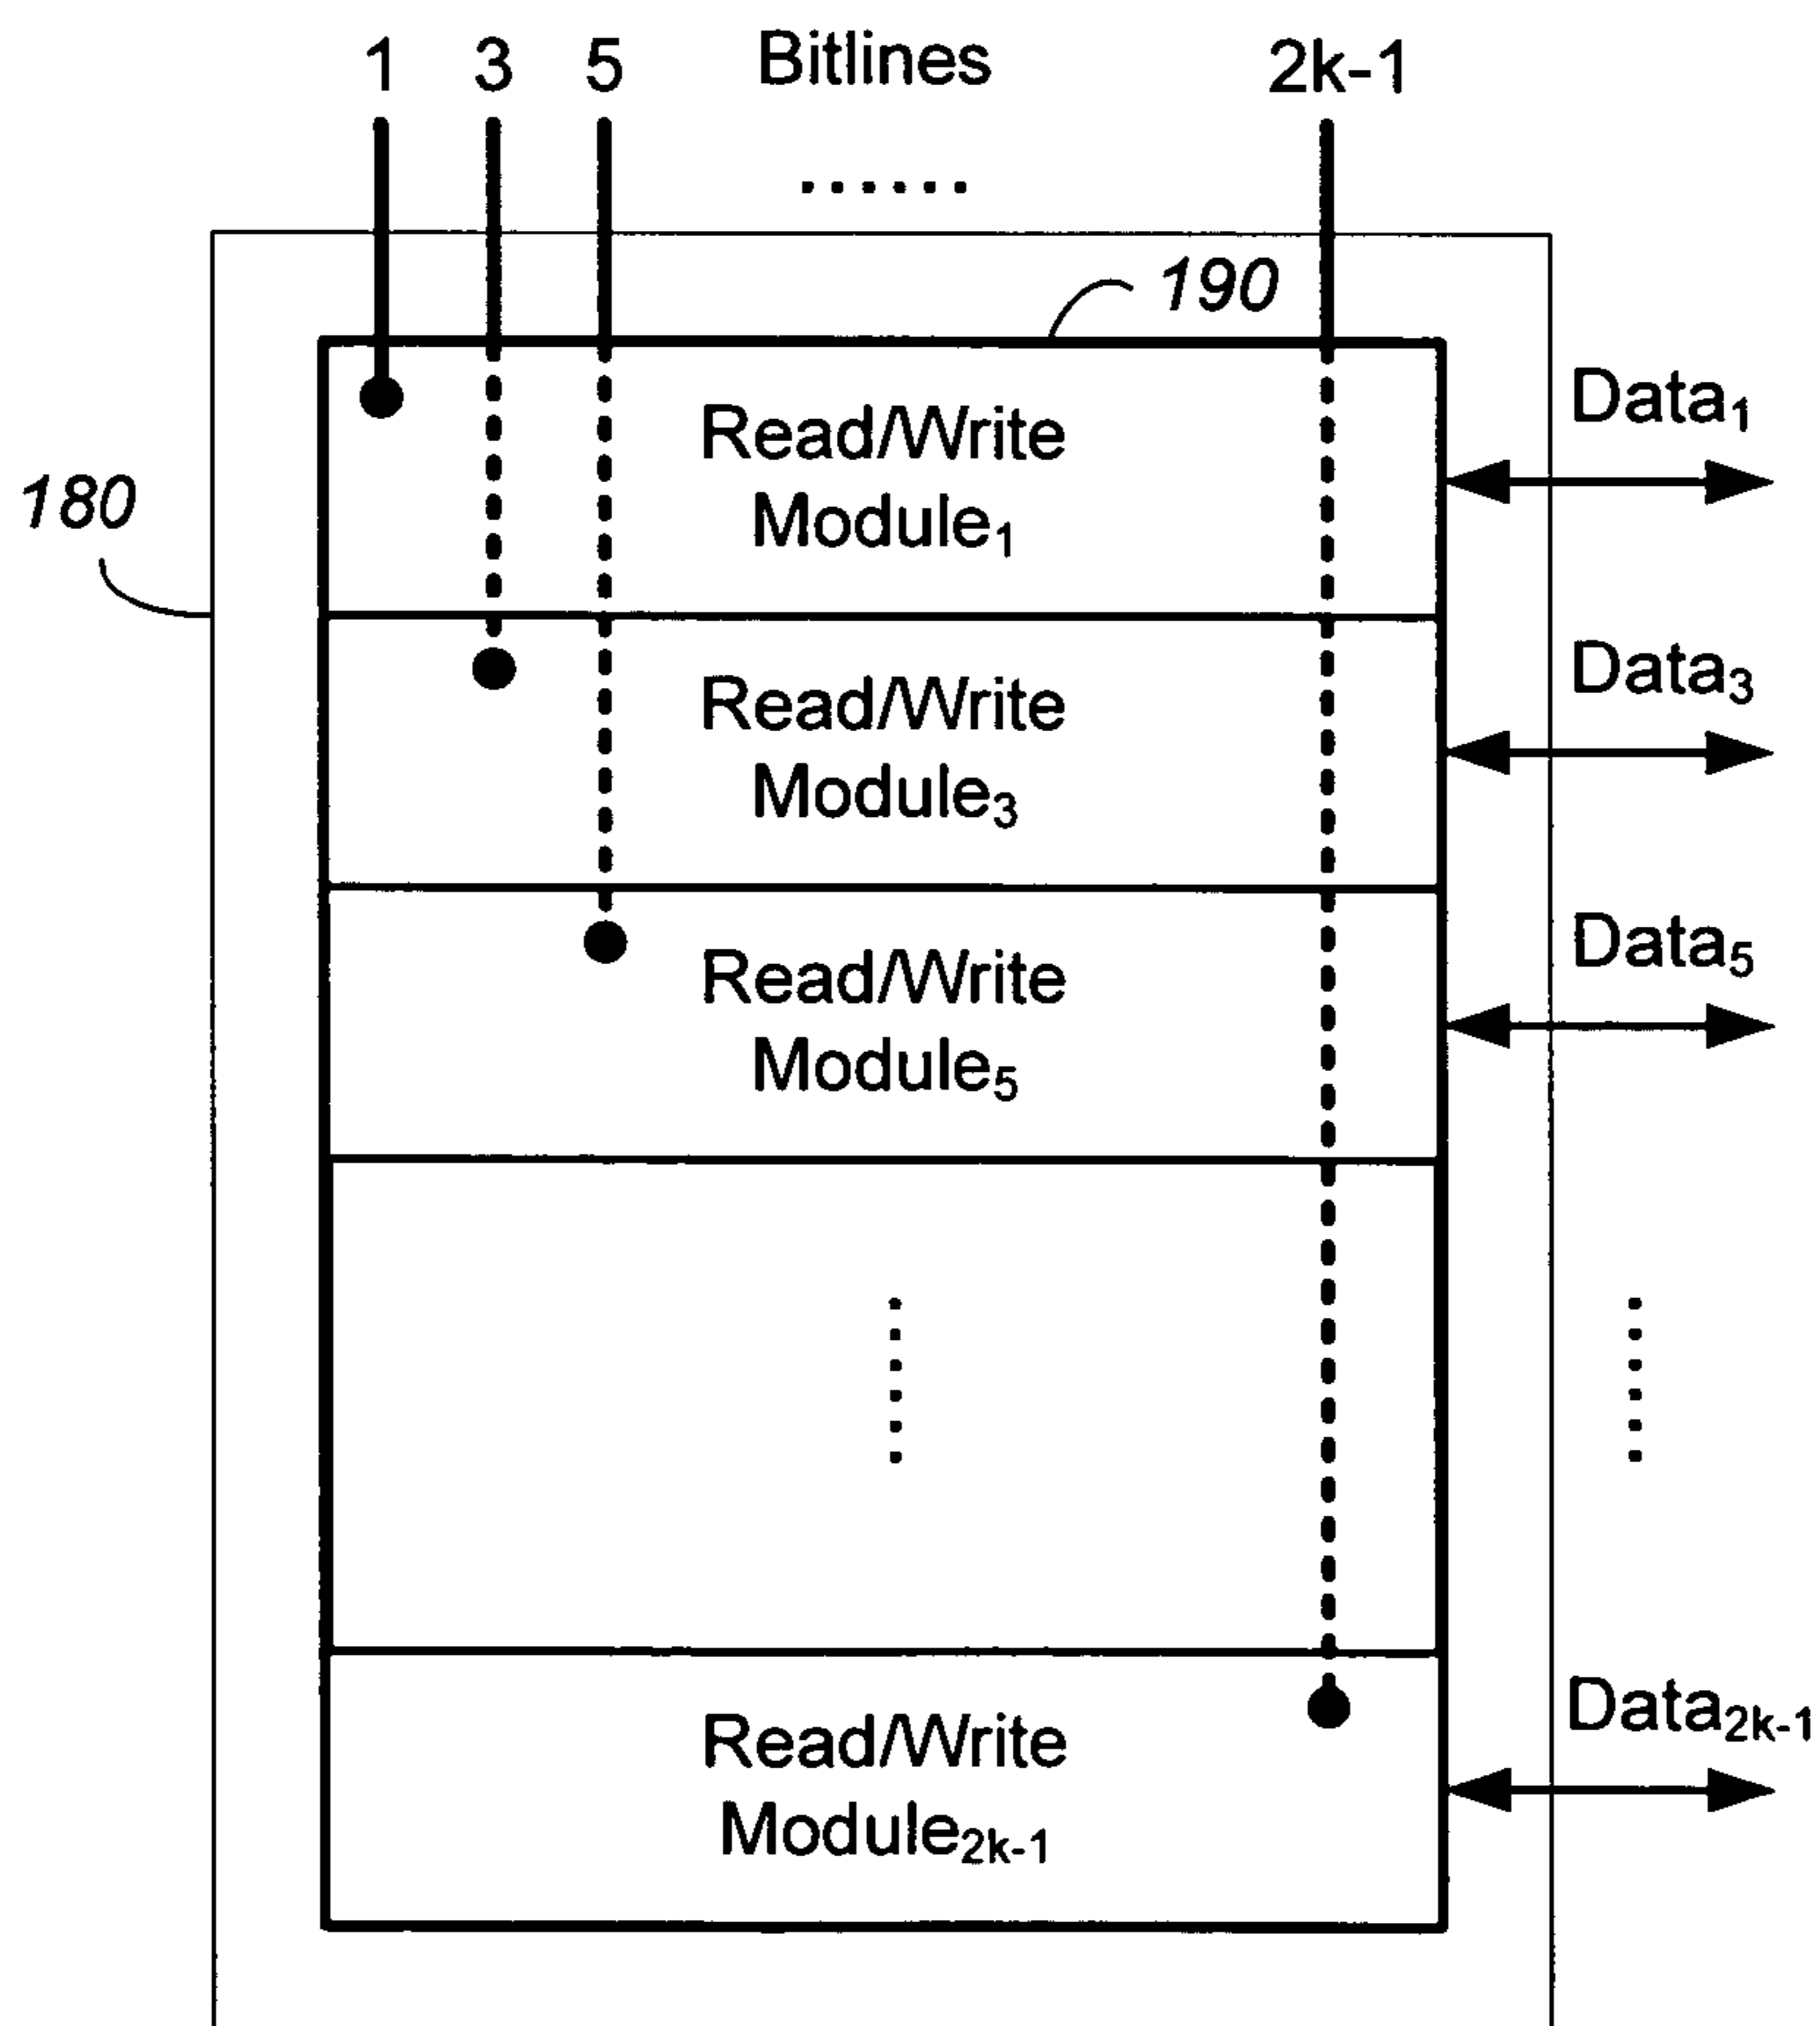 1 3 5 Bitlines 2k-1
......
190
Read/Write
Module₁
Data₁
180
Read/Write
Module₃
Data₃
Read/Write
Module₅
Data₅
Read/Write
Module₂ₖ₋₁
Data₂ₖ₋₁